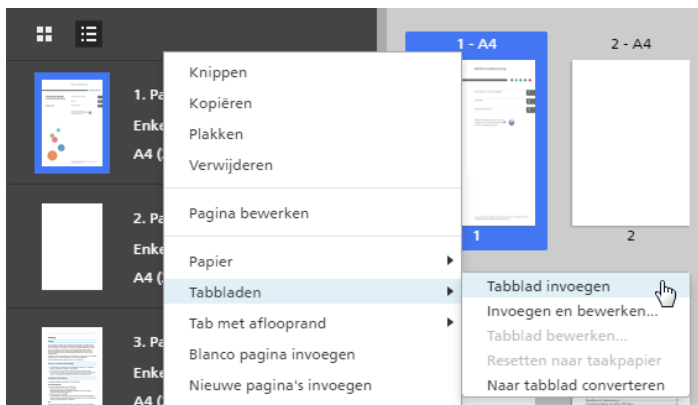 1 - A4
2 - A4
1. Pa
Enke
A4 (
2. Pa
Enke
A4 (
3. Pa
Enke
A4 (
Knippen
Kopiëren
Plakken
Verwijderen
Pagina bewerken
Papier
Tabbladen
Tab met aflooprand
Blanco pagina invoegen
Nieuwe pagina's invoegen
1
2
Tabblad invoegen
Invoegen en bewerken...
Tabblad bewerken...
Resetten naar taakpapier
Naar tabblad converteren